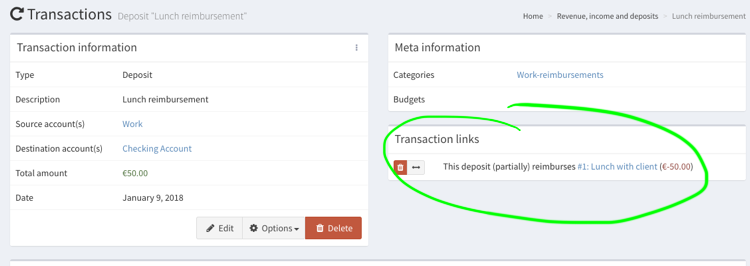 Transactions Deposit "Lunch reimbursement"
Home > Revenue, income and deposits > Lunch reimbursement
Transaction information
Type Deposit
Description Lunch reimbursement
Source account(s) Work
Destination account(s) Checking Account
Total amount €50.00
Date January 9, 2018
Edit Options Delete
Meta information
Categories Work-reimbursements
Budgets
Transaction links
This deposit (partially) reimburses #1: Lunch with client (€-50.00)